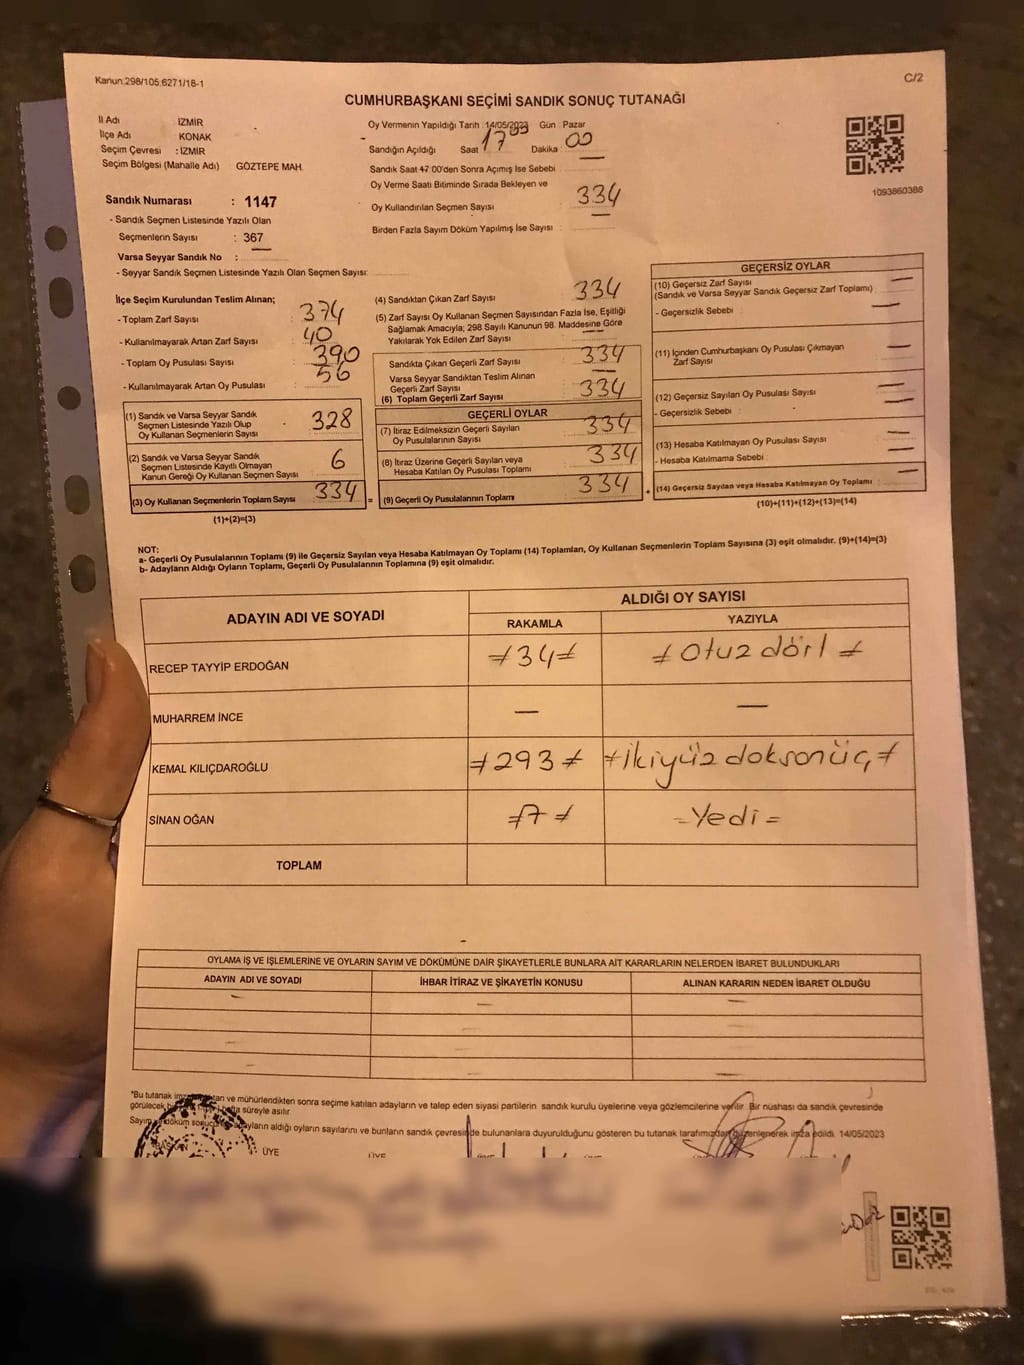 Kanun:298/105;6271/18-1
C/2
CUMHURBAŞKANI SEÇİMİ SANDIK SONUÇ TUTANAĞI
İl Adı İZMİR
İlçe Adı KONAK
Seçim Çevresi : İZMİR
Seçim Bölgesi (Mahalle Adı) GÖZTEPE MAH.
Sandık Numarası : 1147
- Sandık Seçmen Listesinde Yazılı Olan
Seçmenlerin Sayısı : 367
Varsa Seyyar Sandık No :
- Seyyar Sandık Seçmen Listesinde Yazılı Olan Seçmen Sayısı:
Oy Vermenin Yapıldığı Tarih :14/05/2023 Gün : Pazar
Sandığın Açıldığı Saat 17 Dakika 00
Sandık Saat 17:00'den Sonra Açımış İse Sebebi
Oy Verme Saati Bitiminde Sırada Bekleyen ve
Oy Kullandırılan Seçmen Sayısı 334
Birden Fazla Sayım Döküm Yapılmış İse Sayısı :
1093860388
İlçe Seçim Kurulundan Teslim Alınan;
- Toplam Zarf Sayısı : 374
- Kullanılmayarak Artan Zarf Sayısı : 40
- Toplam Oy Pusulası Sayısı : 390
- Kullanılmayarak Artan Oy Pusulası : 56
(1) Sandık ve Varsa Seyyar Sandık
Seçmen Listesinde Yazılı Olup
Oy Kullanan Seçmenlerin Sayısı 328
(2) Sandık ve Varsa Seyyar Sandık
Seçmen Listesinde Kayıtlı Olmayan
Kanun Gereği Oy Kullanan Seçmen Sayısı 6
(3) Oy Kullanan Seçmenlerin Toplam Sayısı 334 =
(1)+(2)=(3)
(4) Sandıktan Çıkan Zarf Sayısı 334
(5) Zarf Sayısı Oy Kullanan Seçmen Sayısından Fazla İse, Eşitliği
Sağlamak Amacıyla; 298 Sayılı Kanunun 98. Maddesine Göre
Yakılarak Yok Edilen Zarf Sayısı —
Sandıkta Çıkan Geçerli Zarf Sayısı 334
Varsa Seyyar Sandıktan Teslim Alınan
Geçerli Zarf Sayısı —
(6) Toplam Geçerli Zarf Sayısı 334
GEÇERLİ OYLAR
(7) İtiraz Edilmeksizin Geçerli Sayılan
Oy Pusulalarının Sayısı 334
(8) İtiraz Üzerine Geçerli Sayılan veya
Hesaba Katılan Oy Pusulası Toplamı 334
(9) Geçerli Oy Pusulalarının Toplamı 334 +
GEÇERSİZ OYLAR
(10) Geçersiz Zarf Sayısı —
(Sandık ve Varsa Seyyar Sandık Geçersiz Zarf Toplamı)
- Geçersizlik Sebebi : —
(11) İçinden Cumhurbaşkanı Oy Pusulası Çıkmayan
Zarf Sayısı —
(12) Geçersiz Sayılan Oy Pusulası Sayısı —
- Geçersizlik Sebebi : —
(13) Hesaba Katılmayan Oy Pusulası Sayısı —
- Hesaba Katılmama Sebebi : —
(14) Geçersiz Sayılan veya Hesaba Katılmayan Oy Toplamı —
(10)+(11)+(12)+(13)=(14)
NOT:
a- Geçerli Oy Pusulalarının Toplamı (9) ile Geçersiz Sayılan veya Hesaba Katılmayan Oy Toplamı (14) Toplamları, Oy Kullanan Seçmenlerin Toplam Sayısına (3) eşit olmalıdır. (9)+(14)=(3)
b- Adayların Aldığı Oyların Toplamı, Geçerli Oy Pusulalarının Toplamına (9) eşit olmalıdır.
ADAYIN ADI VE SOYADI ALDIĞI OY SAYISI
RAKAMLA YAZIYLA
RECEP TAYYİP ERDOĞAN ≠34≠ ≠ Otuz dört ≠
MUHARREM İNCE — —
KEMAL KILIÇDAROĞLU ≠293≠ ≠ikiyüz doksanüç≠
SİNAN OĞAN ≠7≠ =Yedi=
TOPLAM
OYLAMA İŞ VE İŞLEMLERİNE VE OYLARIN SAYIM VE DÖKÜMÜNE DAİR ŞİKAYETLERLE BUNLARA AİT KARARLARIN NELERDEN İBARET BULUNDUKLARI
ADAYIN ADI VE SOYADI İHBAR İTİRAZ VE ŞİKAYETİN KONUSU ALINAN KARARIN NEDEN İBARET OLDUĞU
*Bu tutanak ve mühürlendikten sonra seçime katılan adayların ve talep eden siyasi partilerin sandık kurulu üyelerine veya gözlemcilerine verilir. Bir nüshası da sandık çevresinde
görülecek hafta süreyle asılır.
Sayım döküm adayların aldığı oyların sayılarını ve bunların sandık çevresinde bulunanlara duyurulduğunu gösteren bu tutanak tarafımızdan düzenlenerek imza edildi. 14/05/2023
BAŞKAN ÜYE ÜYE